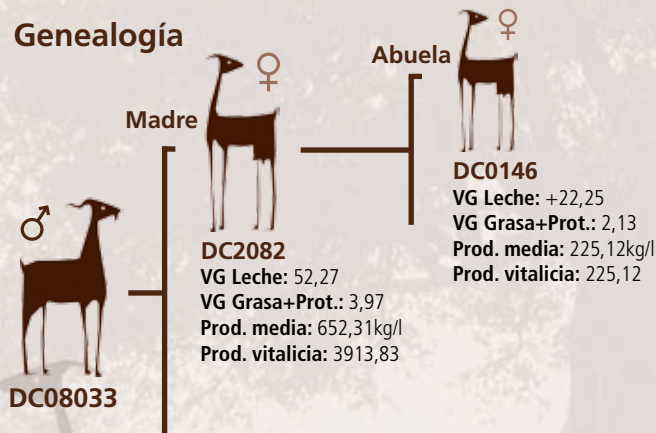 Genealogía
Abuela
Madre
DC0146
VG Leche: +22,25
VG Grasa+Prot.: 2,13
Prod. media: 225,12kg/l
Prod. vitalicia: 225,12
DC2082
VG Leche: 52,27
VG Grasa+Prot.: 3,97
Prod. media: 652,31kg/l
Prod. vitalicia: 3913,83
DC08033